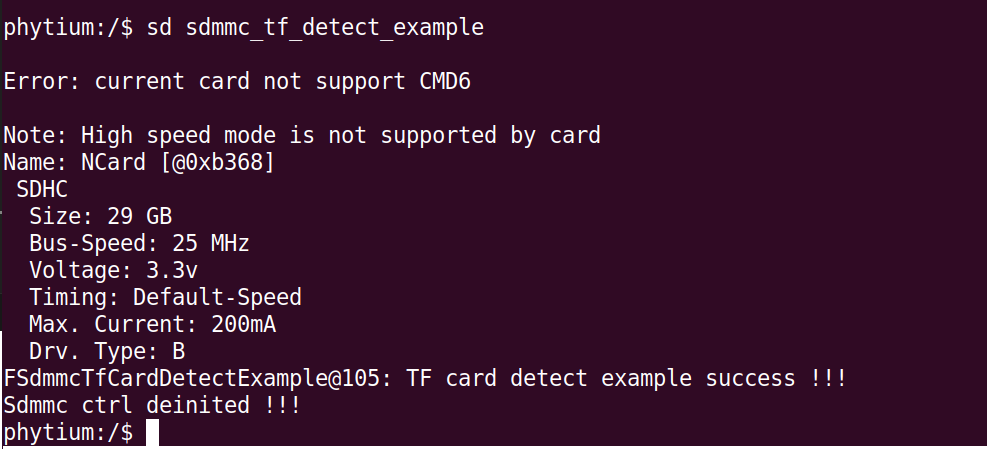 phytium:/$ sd sdmmc_tf_detect_example
Error: current card not support CMD6
Note: High speed mode is not supported by card
Name: NCard [@0xb368]
SDHC
Size: 29 GB
Bus-Speed: 25 MHz
Voltage: 3.3v
Timing: Default-Speed
Max. Current: 200mA
Drv. Type: B
FSdmmcTfCardDetectExample@105: TF card detect example success !!!
Sdmmc ctrl deinited !!!
phytium:/$